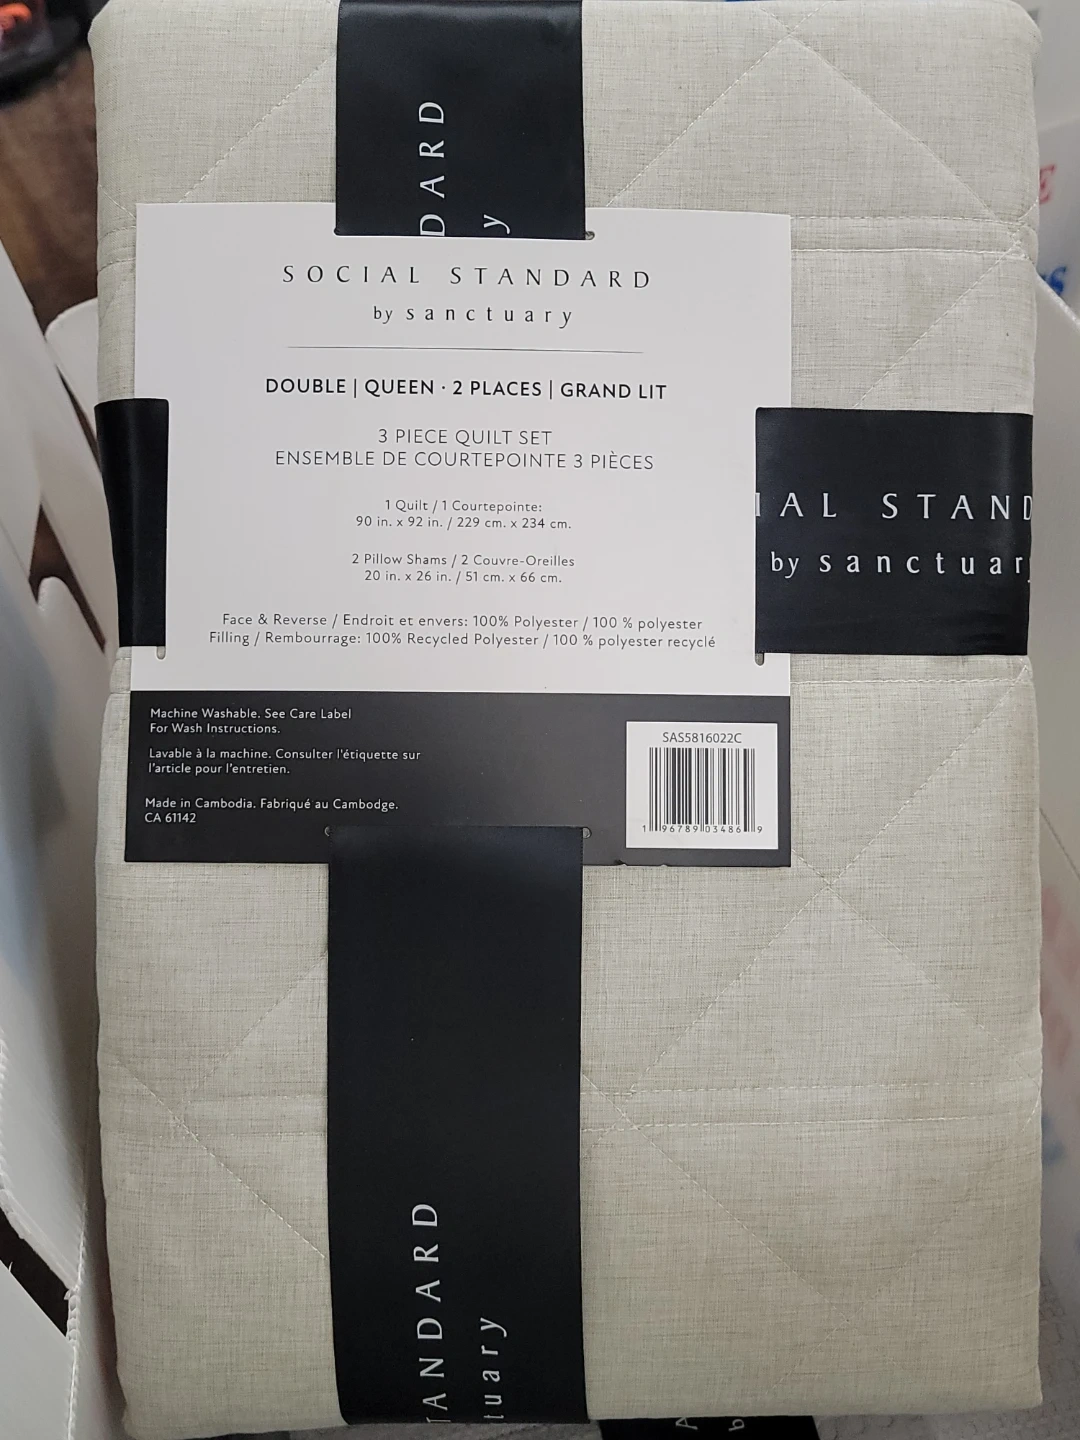 DARD
y
SOCIAL STANDARD
by sanctuary
DOUBLE | QUEEN · 2 PLACES | GRAND LIT
3 PIECE QUILT SET
ENSEMBLE DE COURTEPOINTE 3 PIÈCES
1 Quilt / 1 Courtepointe:
90 in. x 92 in. / 229 cm. x 234 cm.
2 Pillow Shams / 2 Couvre-Oreilles
20 in. x 26 in. / 51 cm. x 66 cm.
Face & Reverse / Endroit et envers: 100% Polyester / 100 % polyester
Filling / Rembourrage: 100% Recycled Polyester / 100 % polyester recyclé
IAL STAND
by sanctuar
Machine Washable. See Care Label
For Wash Instructions.
Lavable à la machine. Consulter l'étiquette sur
l'article pour l'entretien.
Made in Cambodia. Fabriqué au Cambodge.
CA 61142
SAS5816022C
1 96789 03486 9
TANDARD
tuary